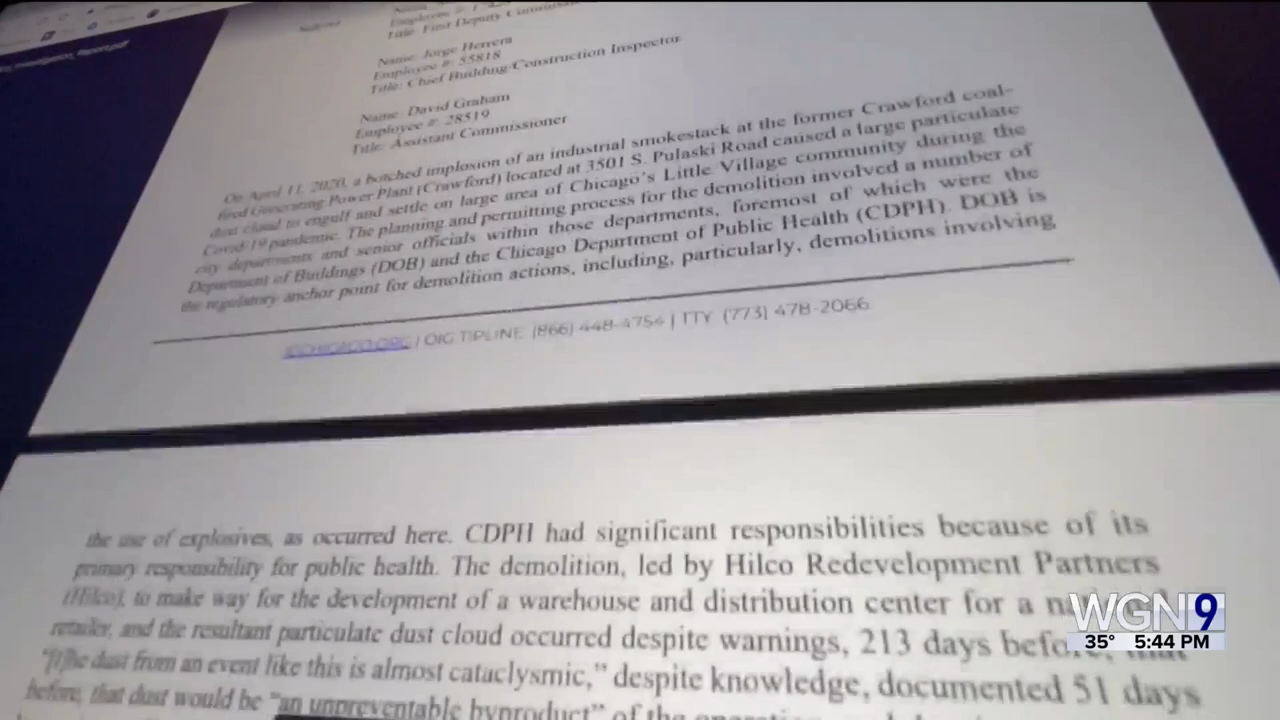 Investigation_Report.pdf
Title: First Deputy
Name: Jorge Herrera
Employee #: 55818
Title: Chief Building/Construction Inspector
Name: David Graham
Employee #: 28519
Title: Assistant Commissioner
On April 11, 2020, a botched implosion of an industrial smokestack at the former Crawford coal-
fired Generating Power Plant (Crawford) located at 3501 S. Pulaski Road caused a large particulate
dust cloud to engulf and settle on large area of Chicago's Little Village community during the
Covid-19 pandemic. The planning and permitting process for the demolition involved a number of
city departments and senior officials within those departments, foremost of which were the
Department of Buildings (DOB) and the Chicago Department of Public Health (CDPH). DOB is
the regulatory anchor point for demolition actions, including, particularly, demolitions involving
IGCHICAGO.ORG | OIG TIPLINE (866) 448-4754 | TTY (773) 478-2066
the use of explosives, as occurred here. CDPH had significant responsibilities because of its
primary responsibility for public health. The demolition, led by Hilco Redevelopment Partners
(Hilco), to make way for the development of a warehouse and distribution center for a
retailer, and the resultant particulate dust cloud occurred despite warnings, 213 days before, that
"[t]he dust from an event like this is almost cataclysmic," despite knowledge, documented 51 days
before, that dust would be "an unpreventable byproduct" of the
WGN9
35° 5:44 PM